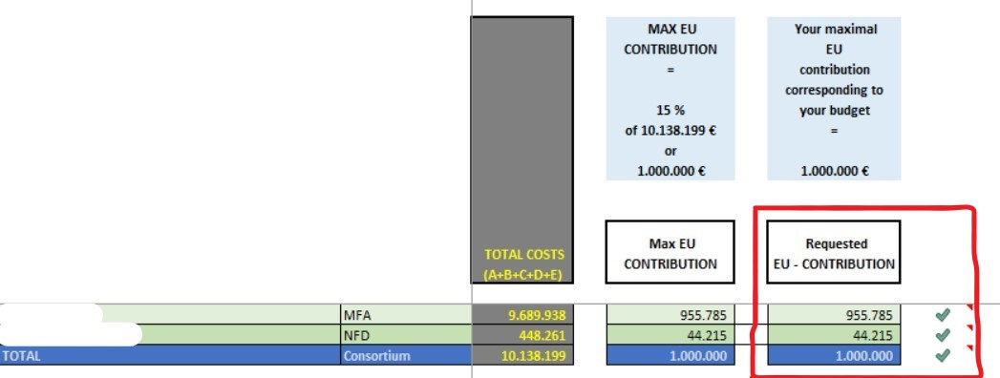 MAX EU
CONTRIBUTION
=
15 %
of 10.138.199 €
or
1.000.000 €
Your maximal
EU
contribution
corresponding to
your budget
=
1.000.000 €
TOTAL COSTS
(A+B+C+D+E)
Max EU
CONTRIBUTION
Requested
EU - CONTRIBUTION
MFA 9.689.938 955.785 955.785
NFD 448.261 44.215 44.215
TOTAL Consortium 10.138.199 1.000.000 1.000.000